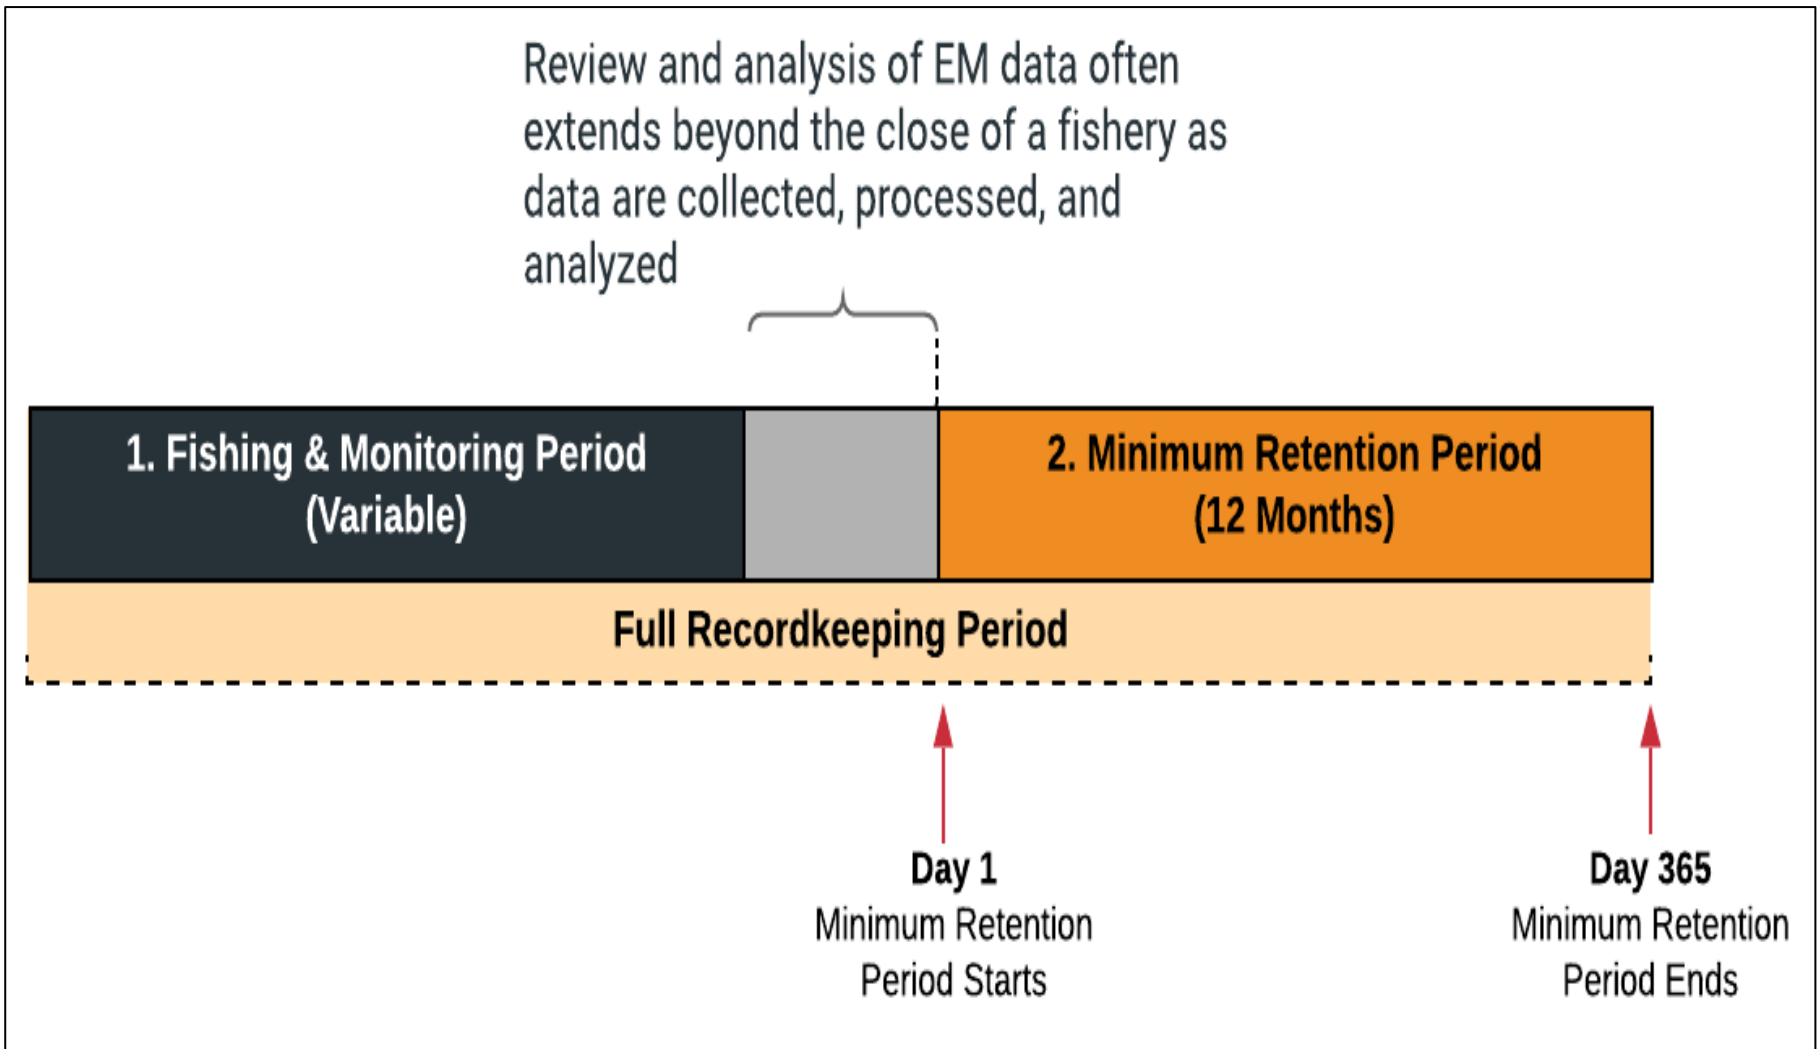 Review and analysis of EM data often
extends beyond the close of a fishery as
data are collected, processed, and
analyzed
1. Fishing & Monitoring Period
(Variable)
2. Minimum Retention Period
(12 Months)
Full Recordkeeping Period
Day 1
Minimum Retention
Period Starts
Day 365
Minimum Retention
Period Ends